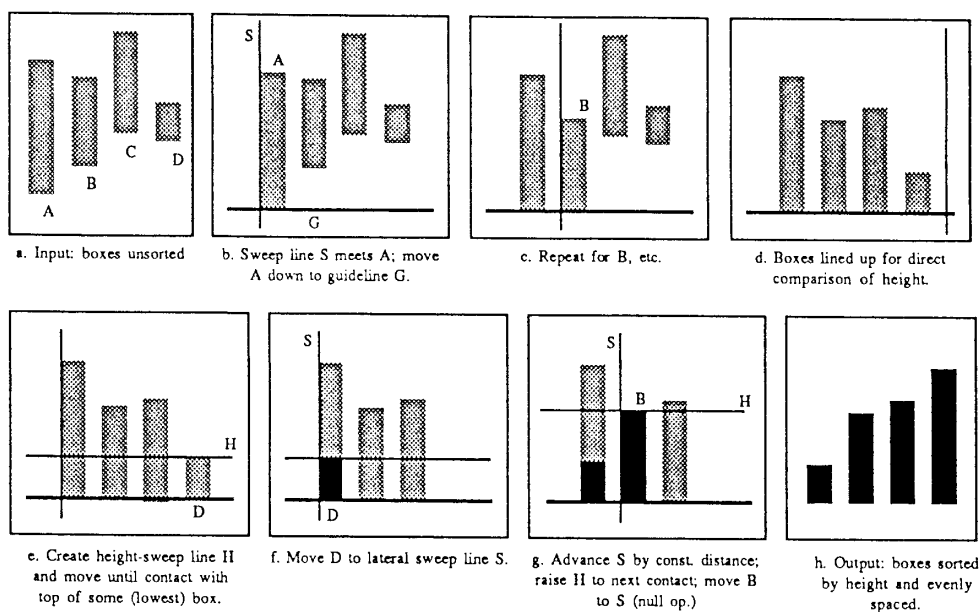 A
B
C
D
a. Input: boxes unsorted
S
A
G
b. Sweep line S meets A; move
A down to guideline G.
B
c. Repeat for B, etc.
d. Boxes lined up for direct
comparison of height.
H
D
e. Create height-sweep line H
and move until contact with
top of some (lowest) box.
S
D
f. Move D to lateral sweep line S.
S
B
H
g. Advance S by const. distance;
raise H to next contact; move B
to S (null op.)
h. Output: boxes sorted
by height and evenly
spaced.